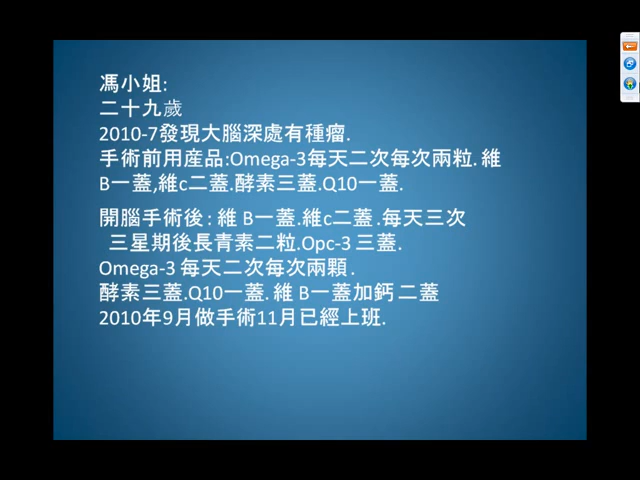 馮小姐:
二十九歲
2010-7發現大腦深處有種瘤.
手術前用産品:Omega-3每天二次每次兩粒. 維
B一蓋,維c二蓋.酵素三蓋.Q10一蓋.
開腦手術後: 維 B一蓋.維c二蓋.每天三次
三星期後長青素二粒.Opc-3 三蓋.
Omega-3 每天二次每次兩顆.
酵素三蓋.Q10一蓋. 維 B一蓋加鈣 二蓋
2010年9月做手術11月已經上班.